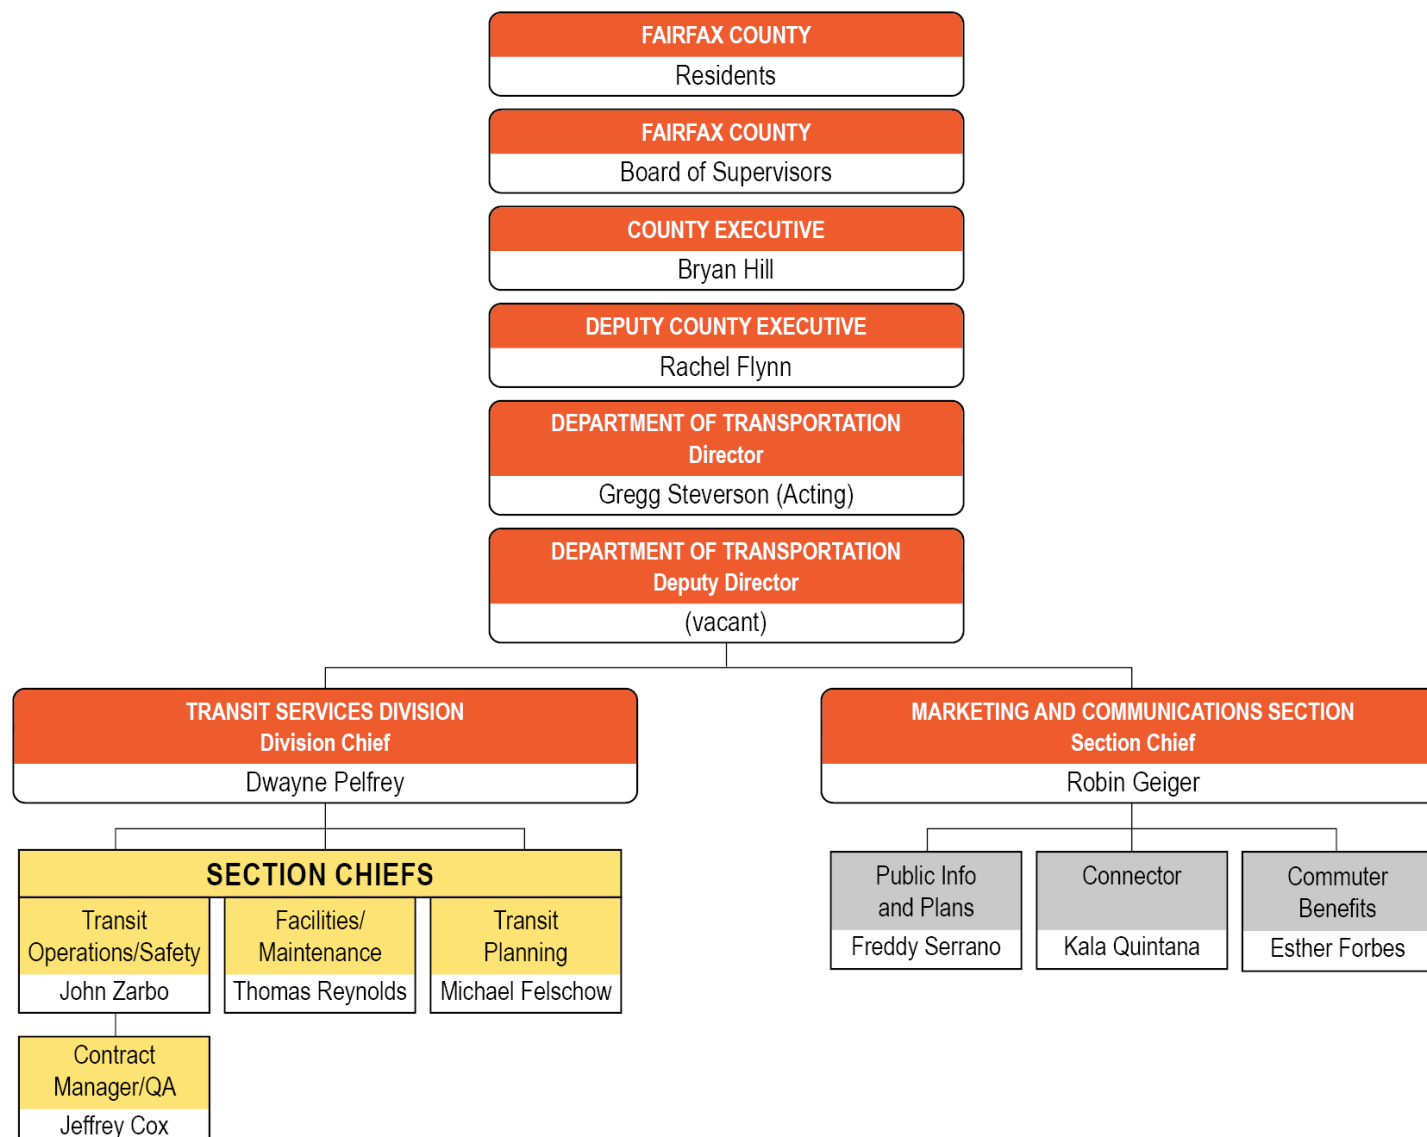 FAIRFAX COUNTY
Residents
FAIRFAX COUNTY
Board of Supervisors
COUNTY EXECUTIVE
Bryan Hill
DEPUTY COUNTY EXECUTIVE
Rachel Flynn
DEPARTMENT OF TRANSPORTATION
Director
Gregg Steverson (Acting)
DEPARTMENT OF TRANSPORTATION
Deputy Director
(vacant)
TRANSIT SERVICES DIVISION
Division Chief
Dwayne Pelfrey
MARKETING AND COMMUNICATIONS SECTION
Section Chief
Robin Geiger
SECTION CHIEFS
Transit
Operations/Safety
John Zarbo
Facilities/
Maintenance
Thomas Reynolds
Transit
Planning
Michael Felschow
Contract
Manager/QA
Jeffrey Cox
Public Info
and Plans
Freddy Serrano
Connector
Kala Quintana
Commuter
Benefits
Esther Forbes